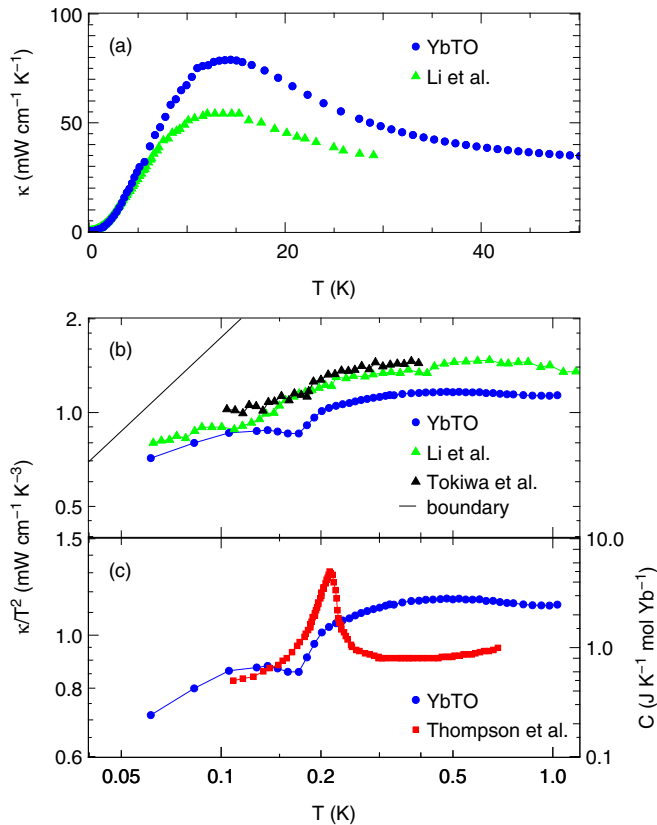 100
(a)
YbTO
Li et al.
50
0
κ (mW cm⁻¹ K⁻¹)
0 20 40
T (K)
2.
(b)
1.0
YbTO
Li et al.
Tokiwa et al.
boundary
0.5
κ/T² (mW cm⁻¹ K⁻³)
1.5
10.0
(c)
1.0
1.0
0.8
YbTO
Thompson et al.
0.6
0.1
C (J K⁻¹ mol Yb⁻¹)
0.05 0.1 0.2 0.5 1.0
T (K)